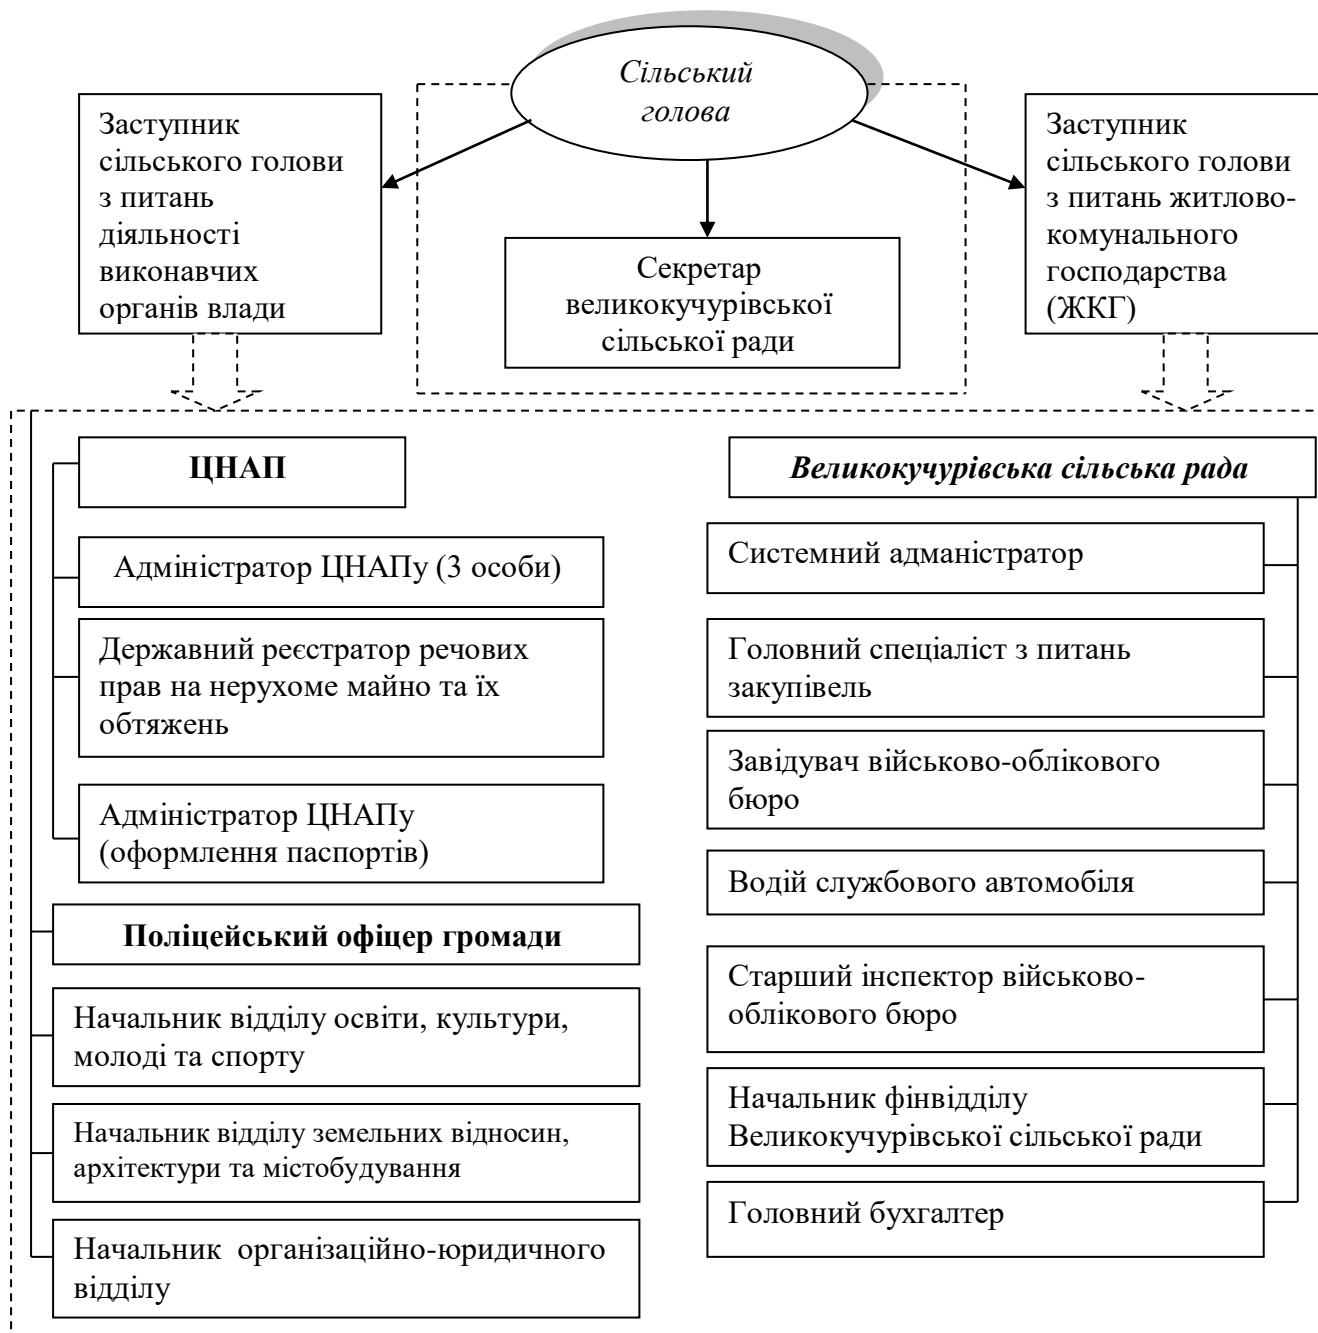 Сільський
голова
Заступник
сільського голови
з питань
діяльності
виконавчих
органів влади
Секретар
великокучурівської
сільської ради
Заступник
сільського голови
з питань житлово-
комунального
господарства
(ЖКГ)
ЦНАП
Адміністратор ЦНАПу (3 особи)
Державний реєстратор речових
прав на нерухоме майно та їх
обтяжень
Адміністратор ЦНАПу
(оформлення паспортів)
Поліцейський офіцер громади
Начальник відділу освіти, культури,
молоді та спорту
Начальник відділу земельних відносин,
архітектури та містобудування
Начальник організаційно-юридичного
відділу
Великокучурівська сільська рада
Системний адманістратор
Головний спеціаліст з питань
закупівель
Завідувач військово-облікового
бюро
Водій службового автомобіля
Старший інспектор військово-
облікового бюро
Начальник фінвідділу
Великокучурівської сільської ради
Головний бухгалтер